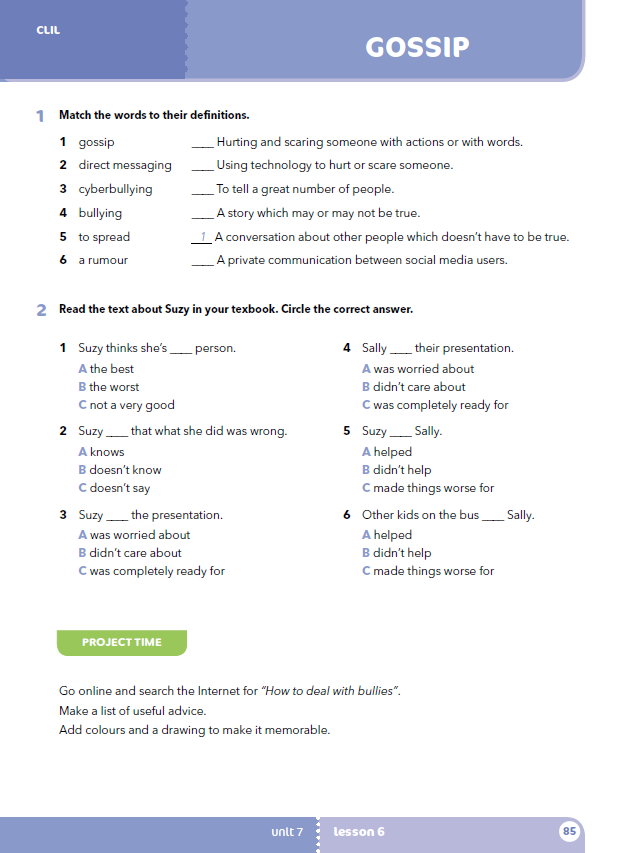 CLIL
GOSSIP
1 Match the words to their definitions.
1 gossip ____ Hurting and scaring someone with actions or with words.
2 direct messaging ____ Using technology to hurt or scare someone.
3 cyberbullying ____ To tell a great number of people.
4 bullying ____ A story which may or may not be true.
5 to spread _1_ A conversation about other people which doesn't have to be true.
6 a rumour ____ A private communication between social media users.
2 Read the text about Suzy in your texbook. Circle the correct answer.
1 Suzy thinks she's ____ person.
A the best
B the worst
C not a very good
2 Suzy ____ that what she did was wrong.
A knows
B doesn't know
C doesn't say
3 Suzy ____ the presentation.
A was worried about
B didn't care about
C was completely ready for
4 Sally ____ their presentation.
A was worried about
B didn't care about
C was completely ready for
5 Suzy ____ Sally.
A helped
B didn't help
C made things worse for
6 Other kids on the bus ____ Sally.
A helped
B didn't help
C made things worse for
PROJECT TIME
Go online and search the Internet for "How to deal with bullies".
Make a list of useful advice.
Add colours and a drawing to make it memorable.
unit 7 lesson 6 85